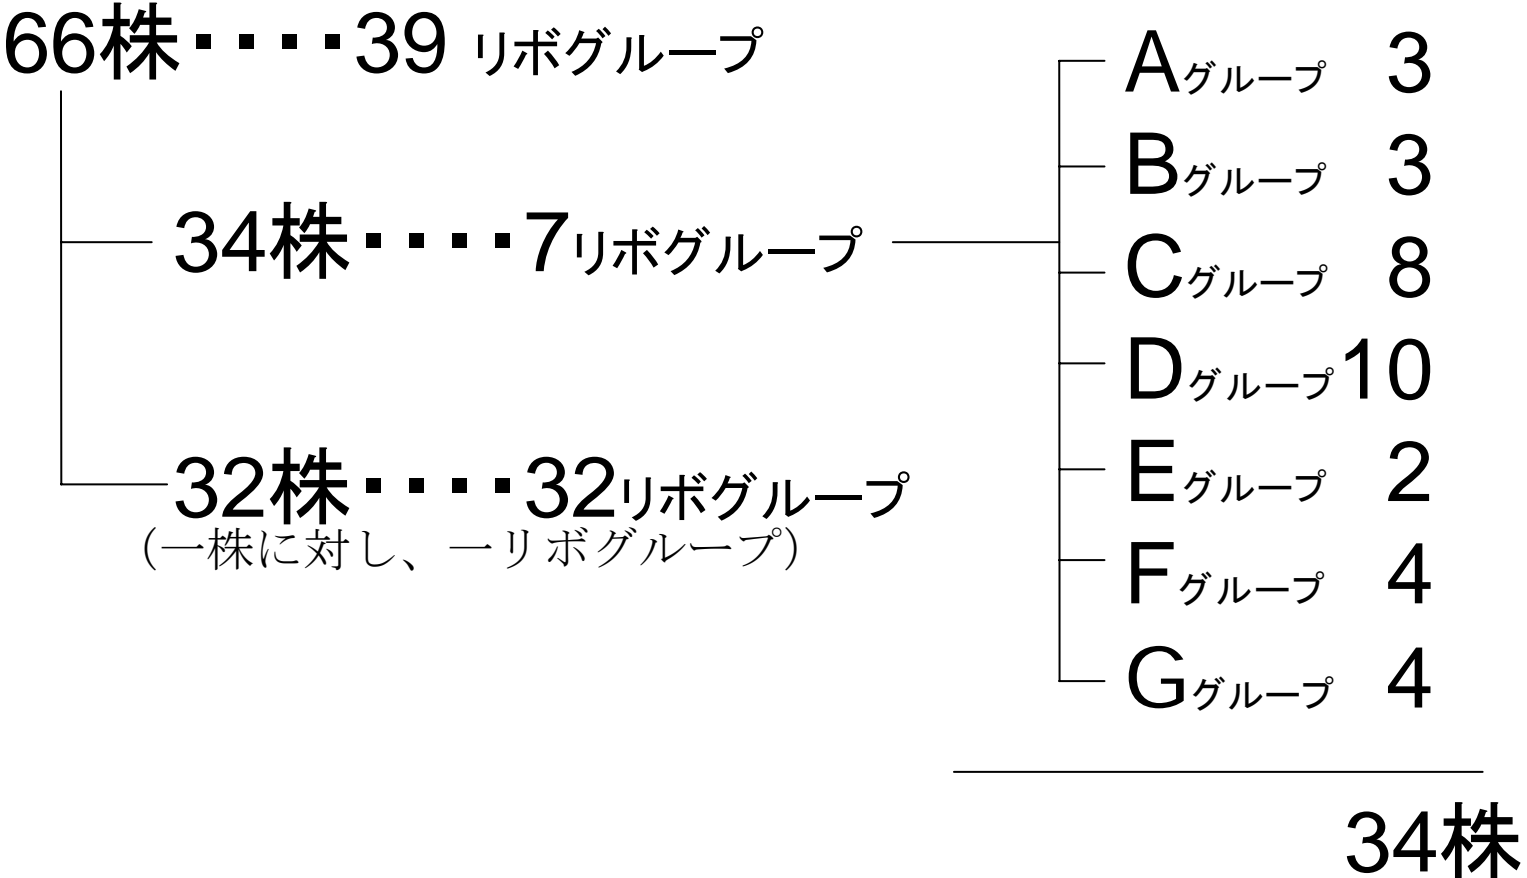 66株・・・・39 リボグループ
34株・・・・7リボグループ
32株・・・・32リボグループ
（一株に対し、一リボグループ）
Aグループ 3
Bグループ 3
Cグループ 8
Dグループ10
Eグループ 2
Fグループ 4
Gグループ 4
34株